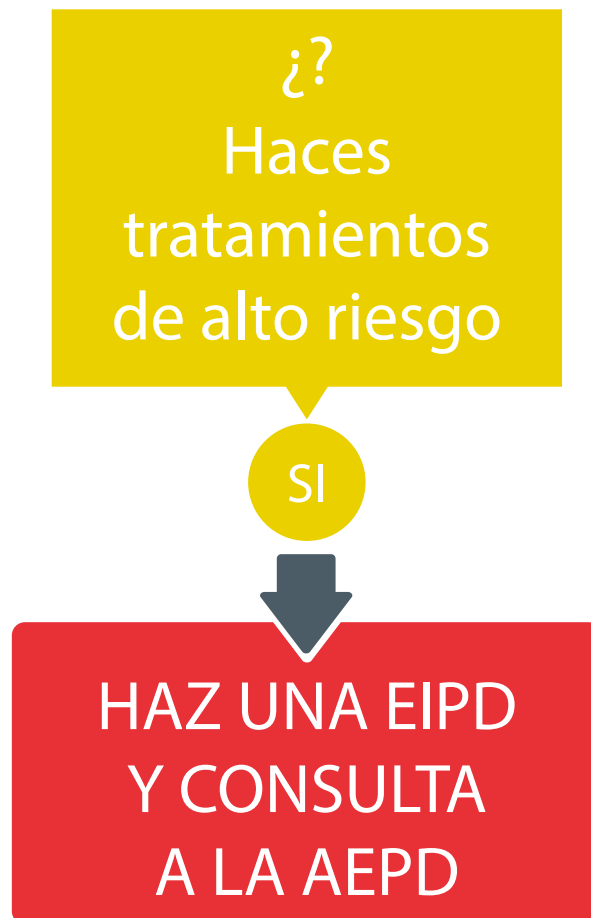 ¿?
Haces
tratamientos
de alto riesgo
SI
HAZ UNA EIPD
Y CONSULTA
A LA AEPD